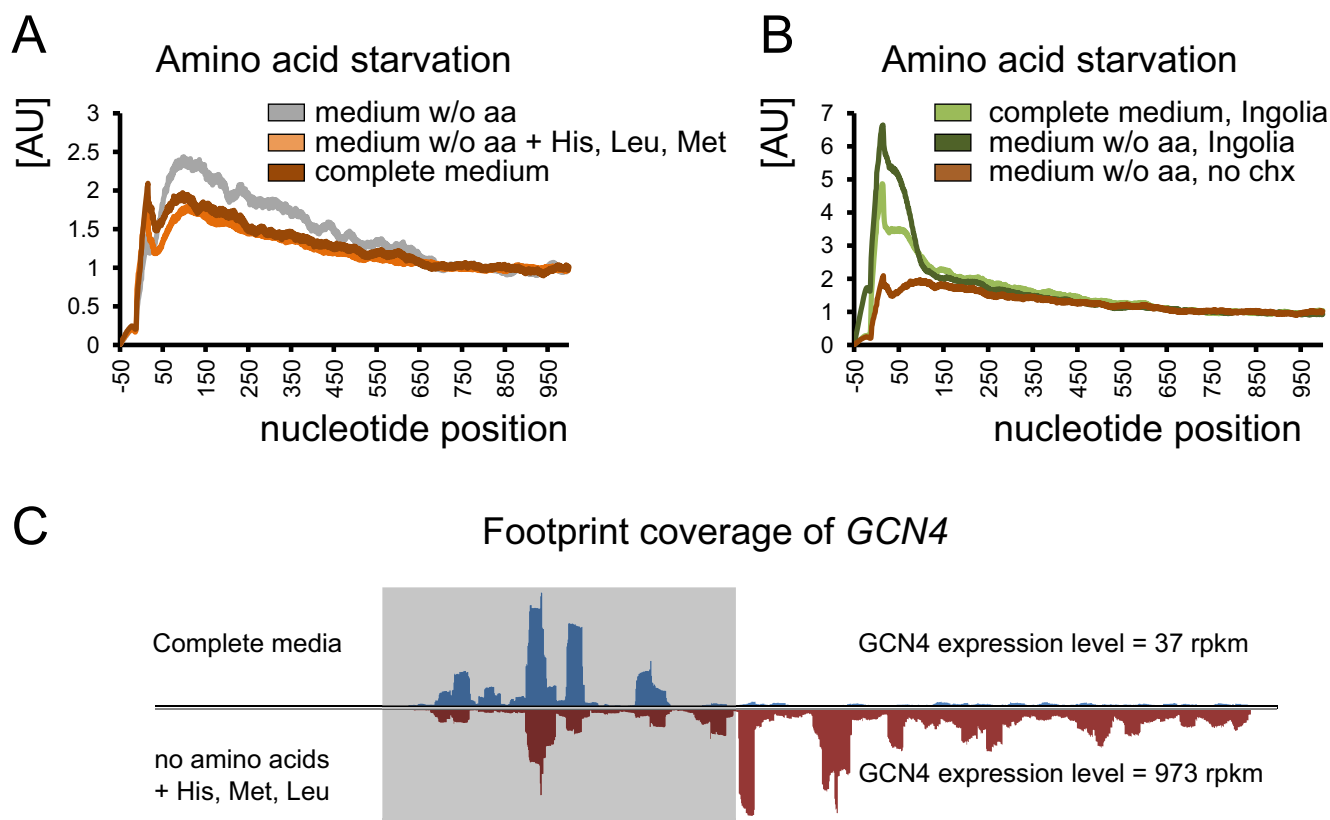 A
Amino acid starvation
[AU]
medium w/o aa
medium w/o aa + His, Leu, Met
complete medium
3
2.5
2
1.5
1
0.5
0
-50
50
150
250
350
450
550
650
750
850
950
nucleotide position
B
Amino acid starvation
[AU]
complete medium, Ingolia
medium w/o aa, Ingolia
medium w/o aa, no chx
7
6
5
4
3
2
1
0
-50
50
150
250
350
450
550
650
750
850
950
nucleotide position
C
Footprint coverage of GCN4
Complete media
GCN4 expression level = 37 rpkm
no amino acids
+ His, Met, Leu
GCN4 expression level = 973 rpkm